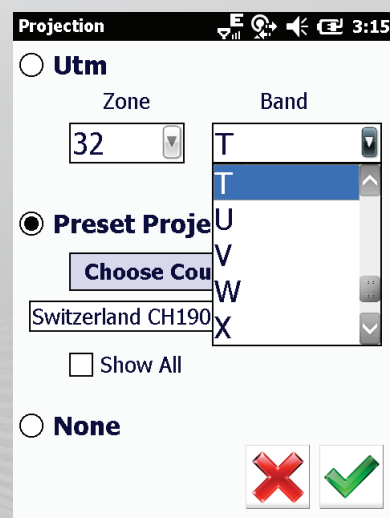 Projection E 3:15
Utm
Zone Band
32 T
T
U
Preset Proje
V
Choose Cou
W
Switzerland CH190
X
Show All
None